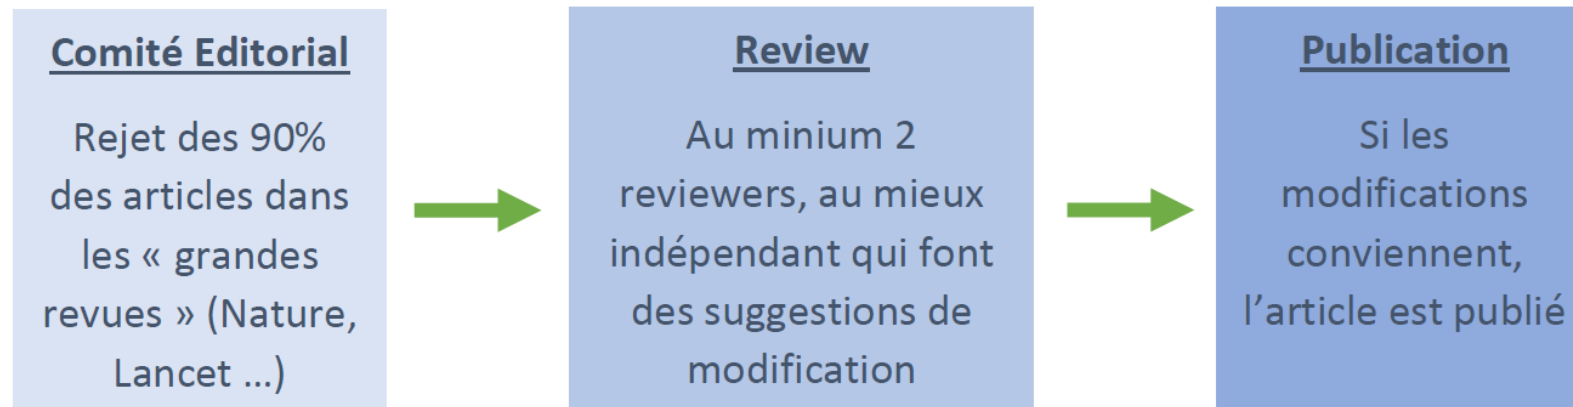 Comité Editorial
Rejet des 90%
des articles dans
les « grandes
revues » (Nature,
Lancet …)
Review
Au minium 2
reviewers, au mieux
indépendant qui font
des suggestions de
modification
Publication
Si les
modifications
conviennent,
l’article est publié